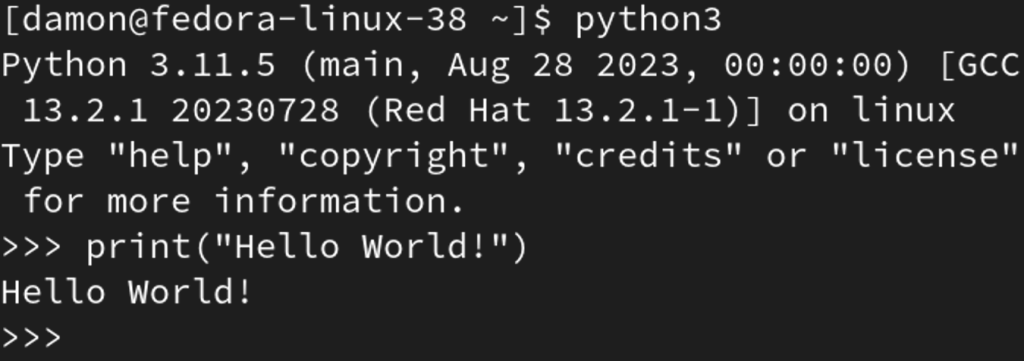 [damon@fedora-linux-38 ~]$ python3
Python 3.11.5 (main, Aug 28 2023, 00:00:00) [GCC
 13.2.1 20230728 (Red Hat 13.2.1-1)] on linux
Type "help", "copyright", "credits" or "license"
 for more information.
>>> print("Hello World!")
Hello World!
>>>